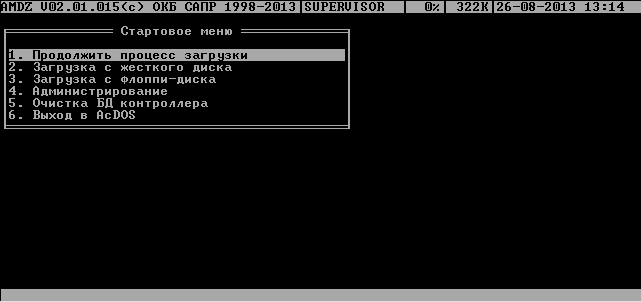 AMDZ V02.01.015(c) ОКБ САПР 1998-2013|SUPERVISOR | 0%| 322K|26-08-2013 13:14
Стартовое меню
1. Продолжить процесс загрузки
2. Загрузка с жесткого диска
3. Загрузка с флоппи-диска
4. Администрирование
5. Очистка БД контроллера
6. Выход в AcDOS